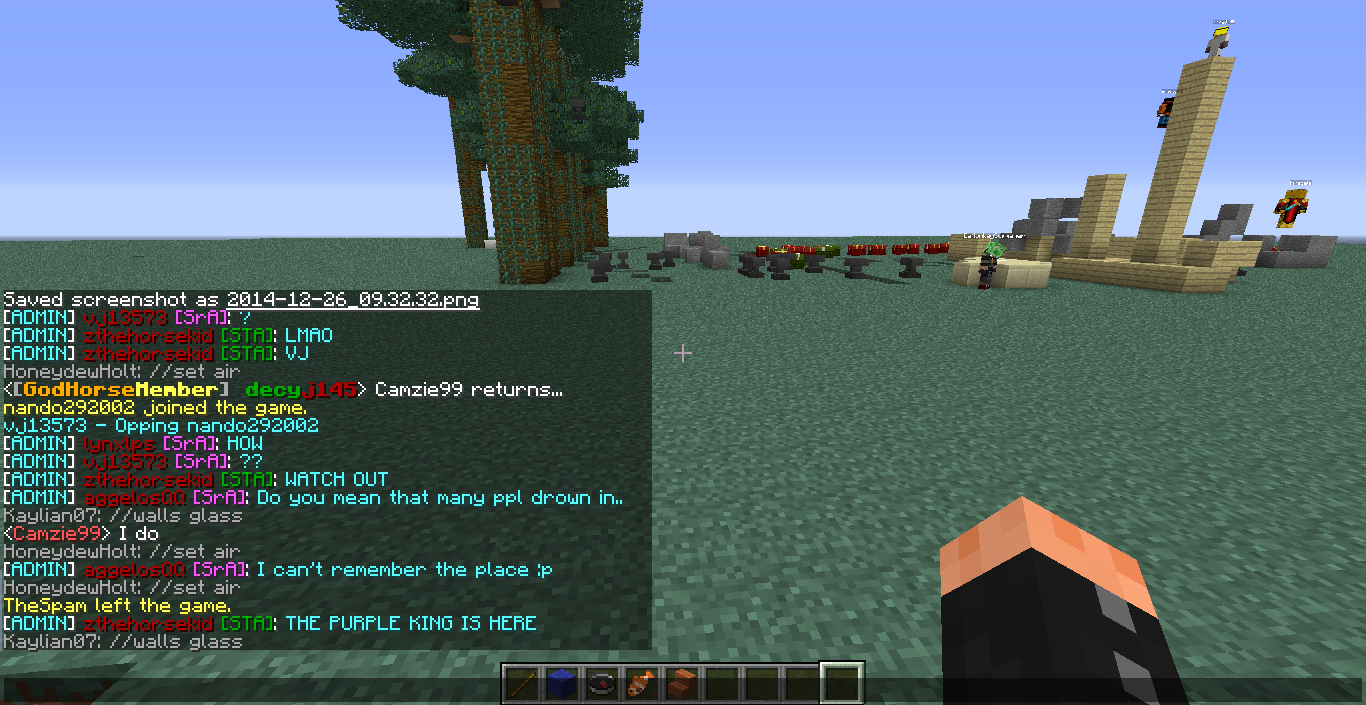 Saved screenshot as 2014-12-26_09.32.32.png
[ADMIN] vj13573 [SrA]: ?
[ADMIN] zthehorsekid [STA]: LMAO
[ADMIN] zthehorsekid [STA]: VJ
HoneydewHolt: //set air
<[GodHorseMember] decyj145> Camzie99 returns...
nando292002 joined the game.
vj13573 - Opping nando292002
[ADMIN] lynxlps [SrA]: HOW
[ADMIN] vj13573 [SrA]: ??
[ADMIN] zthehorsekid [STA]: WATCH OUT
[ADMIN] aggelosQQ [SrA]: Do you mean that many ppl drown in..
Kaylian07: //walls glass
<Camzie99> I do
HoneydewHolt: //set air
[ADMIN] aggelosQQ [SrA]: I can't remember the place :p
HoneydewHolt: //set air
TheSpam left the game.
[ADMIN] zthehorsekid [STA]: THE PURPLE KING IS HERE
Kaylian07: //walls glass